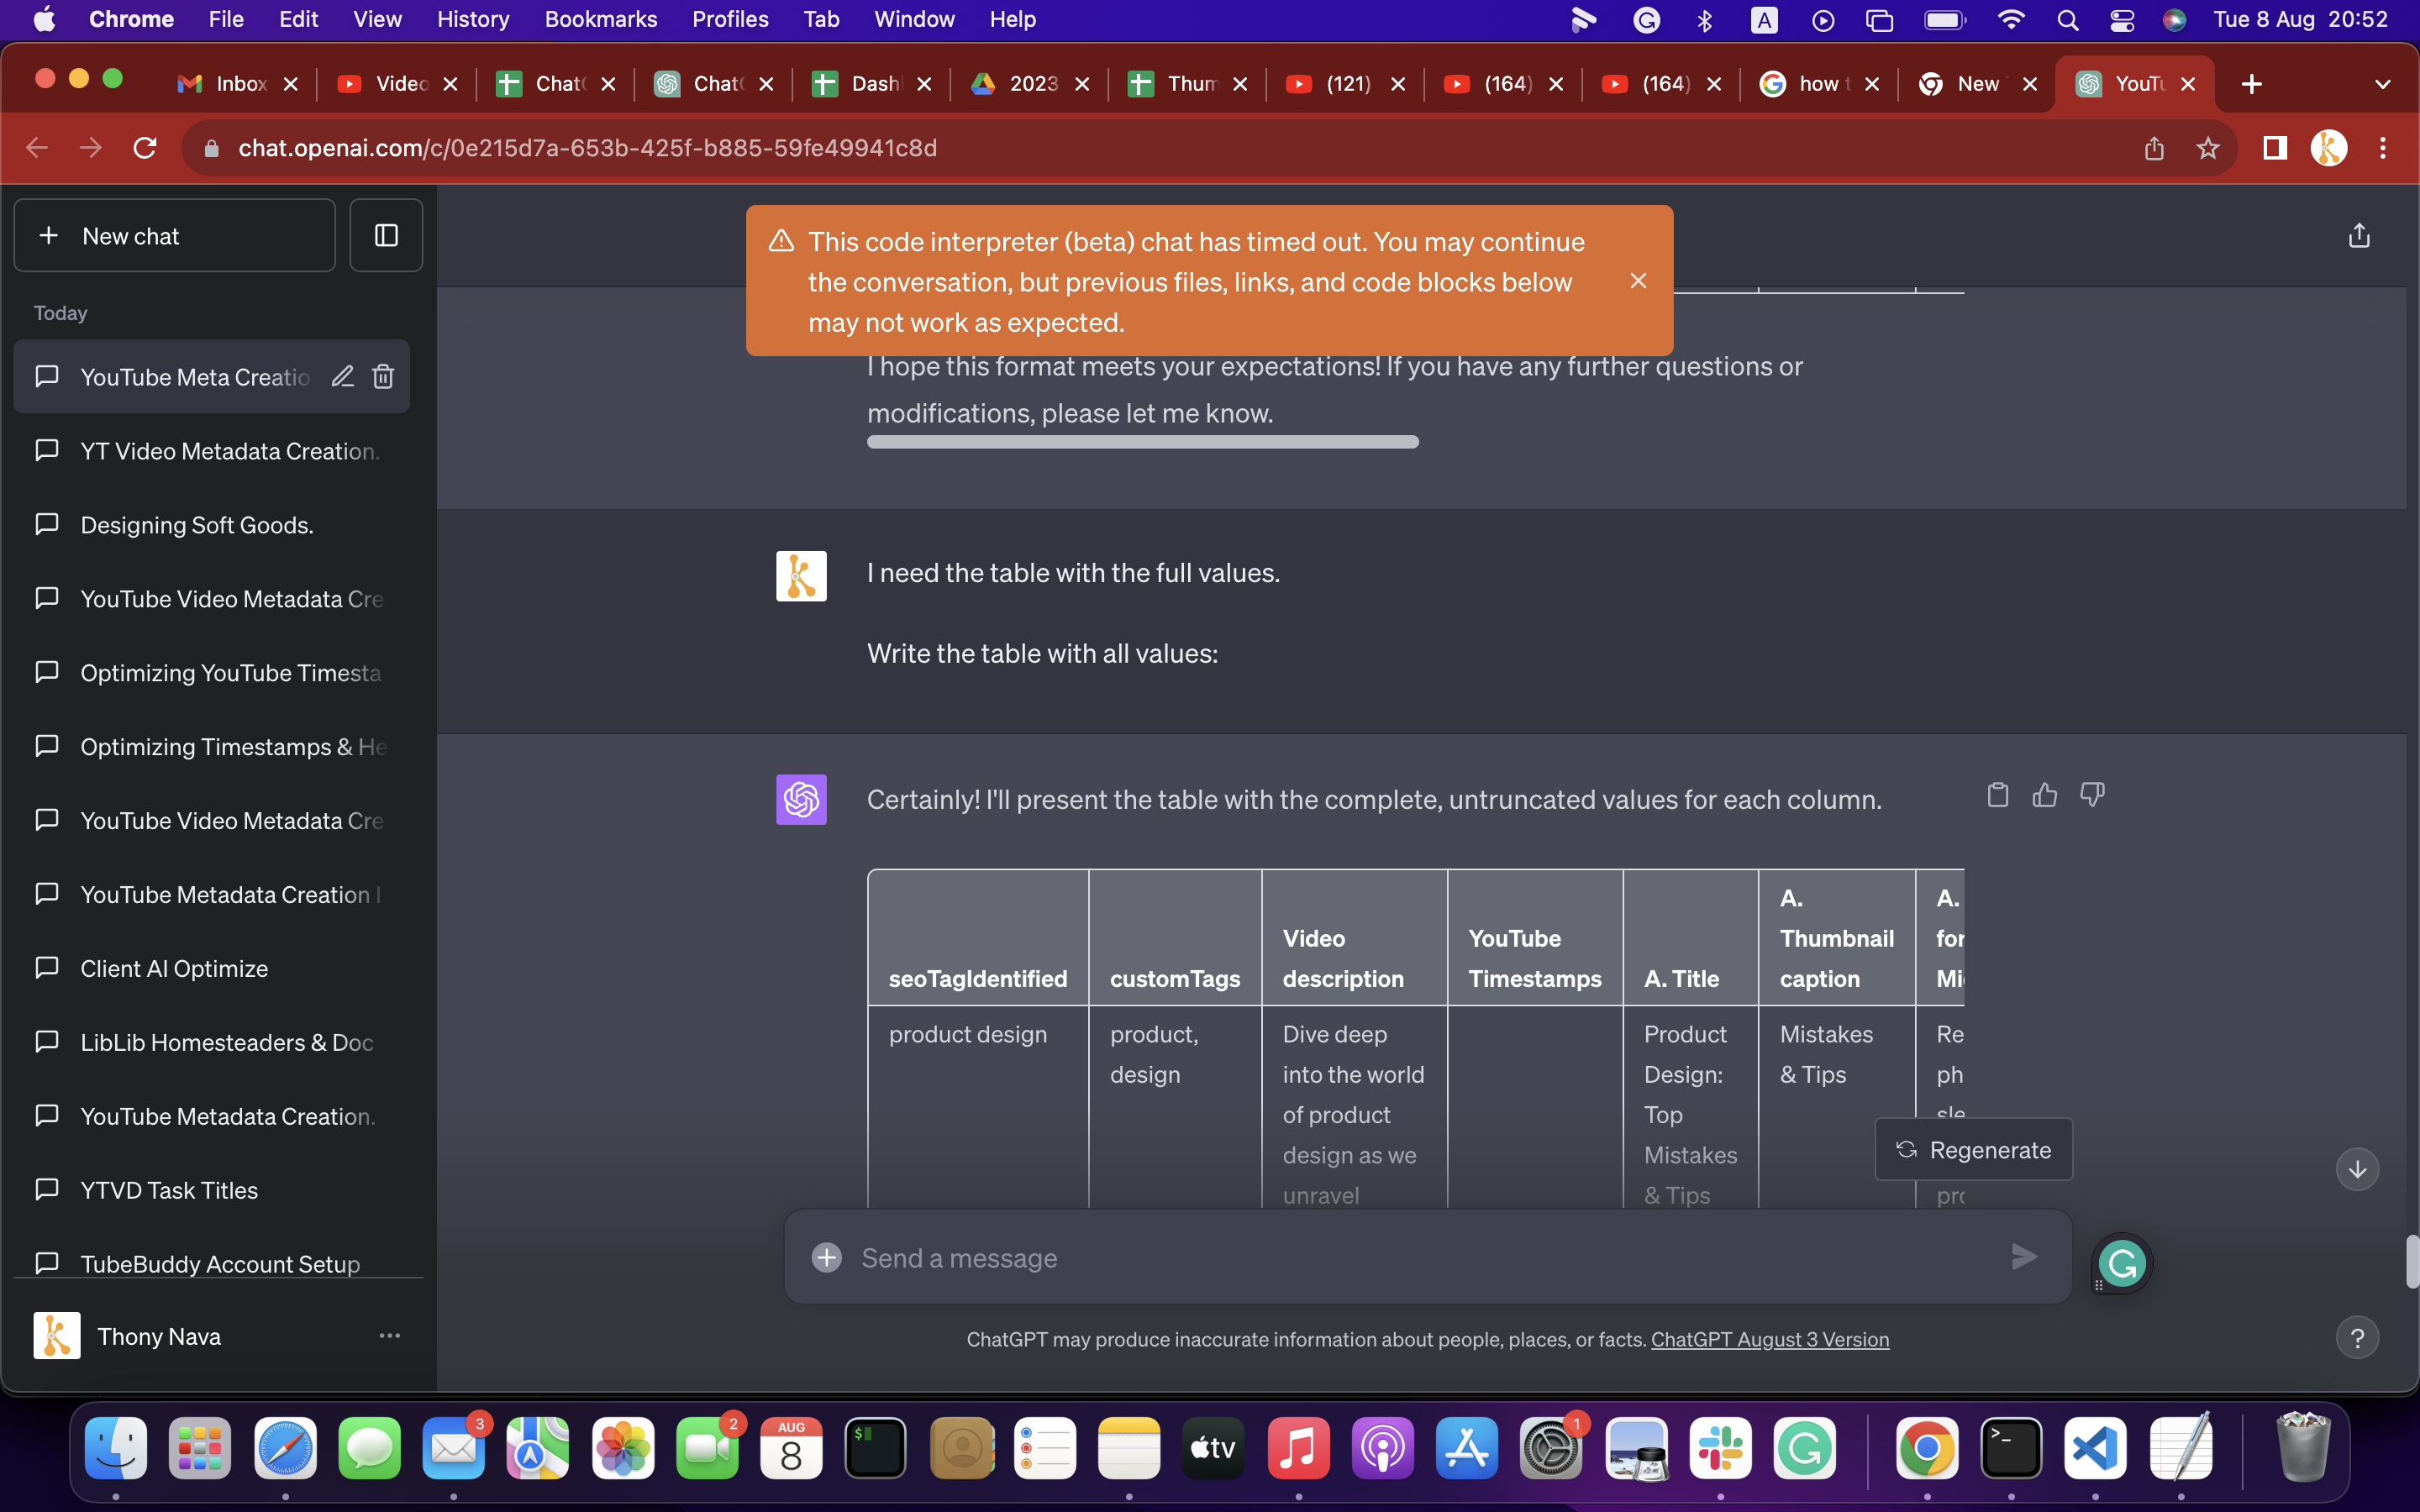 Chrome File Edit View History Bookmarks Profiles Tab Window Help
A
Tue 8 Aug 20:52
Inbox
Video
Chat
Chat
Dash
2023
Thum
(121)
(164)
(164)
how t
New
YouTu
chat.openai.com/c/0e215d7a-653b-425f-b885-59fe49941c8d
New chat
Today
YouTube Meta Creatio
YT Video Metadata Creation.
Designing Soft Goods.
YouTube Video Metadata Cre
Optimizing YouTube Timesta
Optimizing Timestamps & He
YouTube Video Metadata Cre
YouTube Metadata Creation I
Client AI Optimize
LibLib Homesteaders & Doc
YouTube Metadata Creation.
YTVD Task Titles
TubeBuddy Account Setup
Thony Nava
This code interpreter (beta) chat has timed out. You may continue
the conversation, but previous files, links, and code blocks below
may not work as expected.
I hope this format meets your expectations! If you have any further questions or
modifications, please let me know.
I need the table with the full values.
Write the table with all values:
Certainly! I'll present the table with the complete, untruncated values for each column.
seoTagIdentified
customTags
Video
description
YouTube
Timestamps
A. Title
A.
Thumbnail
caption
A.
for
Mi
product design
product,
design
Dive deep
into the world
of product
design as we
unravel
Product
Design:
Top
Mistakes
& Tips
Mistakes
& Tips
Re
ph
sle
pro
Regenerate
Send a message
ChatGPT may produce inaccurate information about people, places, or facts. ChatGPT August 3 Version
?
3
2
AUG
8
$
tv
1
>_